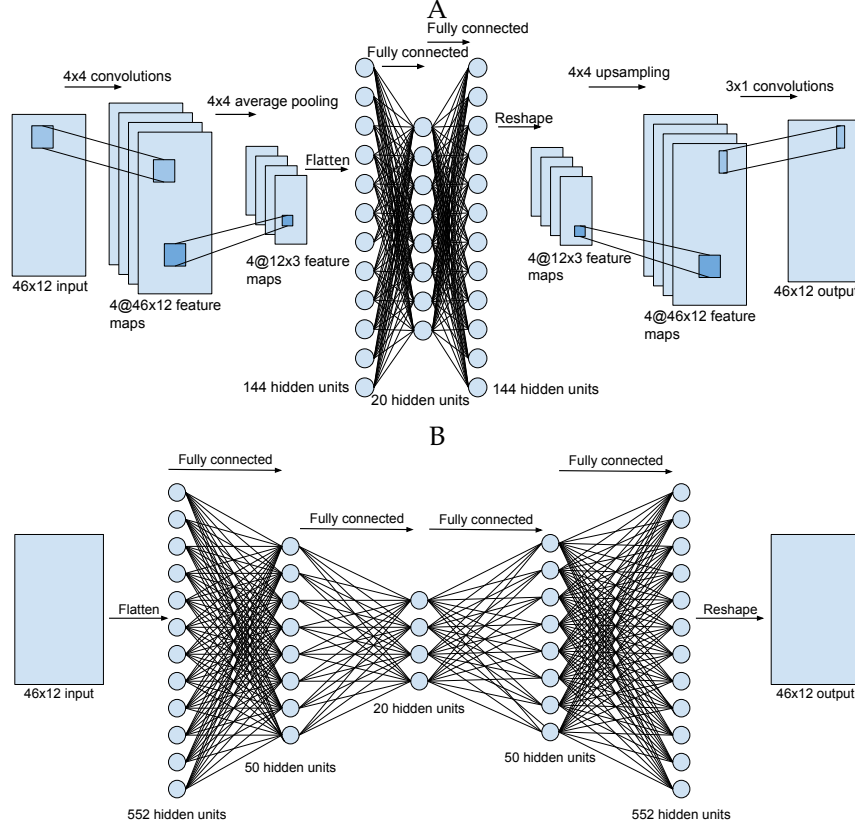 A
Fully connected
Fully connected
4x4 convolutions
4x4 average pooling
Flatten
Reshape
4x4 upsampling
3x1 convolutions
46x12 input
4@46x12 feature
maps
4@12x3 feature
maps
144 hidden units
20 hidden units
144 hidden units
4@12x3 feature
maps
4@46x12 feature
maps
46x12 output
B
Fully connected
Fully connected
Fully connected
Fully connected
Flatten
Reshape
46x12 input
552 hidden units
50 hidden units
20 hidden units
50 hidden units
552 hidden units
46x12 output